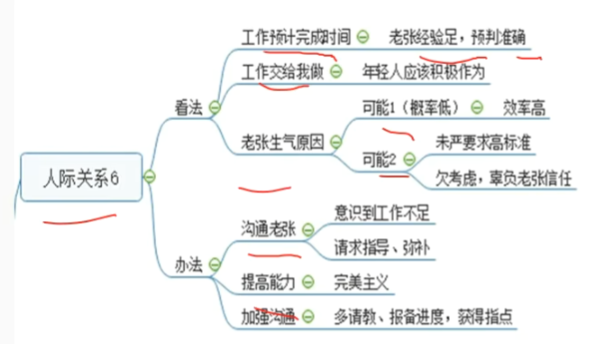 工作预计完成时间 老张经验足，预判准确
工作交给我做 年轻人应该积极作为
看法
可能1（概率低） 效率高
老张生气原因
未严要求高标准
可能2
欠考虑，辜负老张信任
人际关系6
意识到工作不足
沟通老张
请求指导、弥补
办法
提高能力 完美主义
加强沟通 多请教、报备进度，获得指点